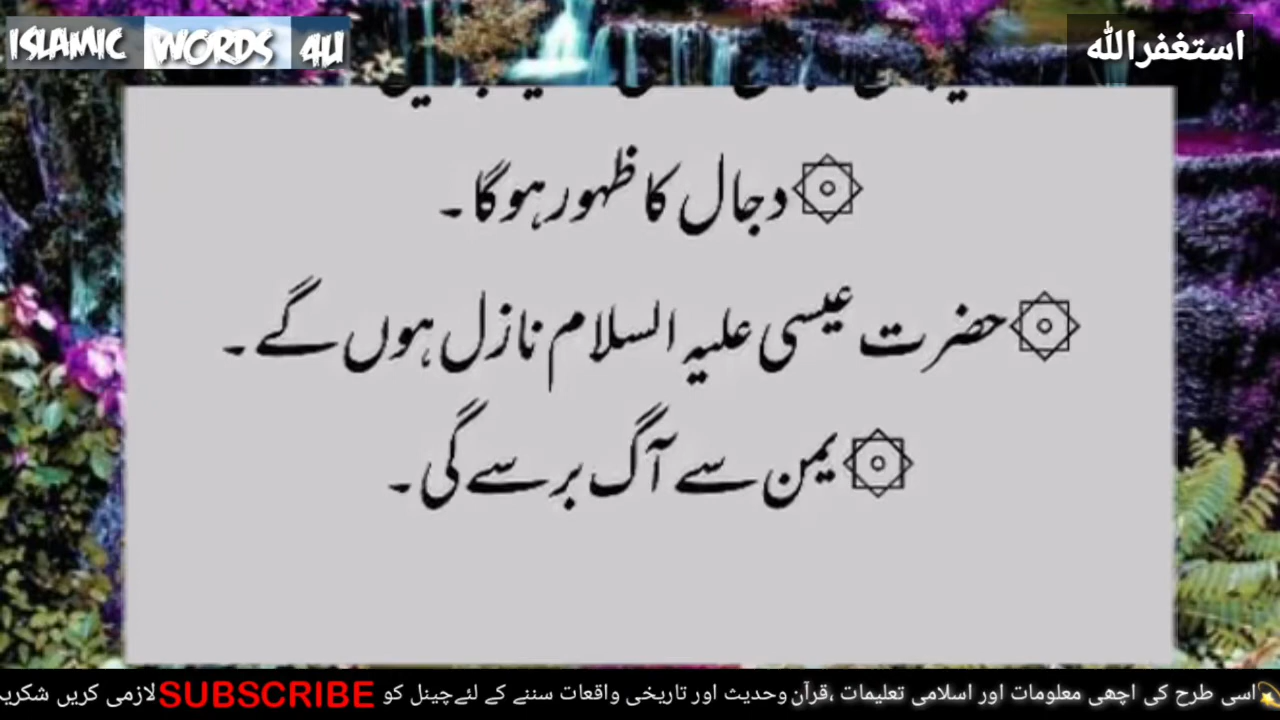 ISLAMIC WORDS 4U
استغفرالله
۞دجال کا ظہور ہوگا۔
۞حضرت عیسی علیہ السلام نازل ہوں گے۔
۞یمن سے آگ برسے گی۔
💫اسی طرح کی اچھی معلومات اور اسلامی تعلیمات ،قرآن وحدیث اور تاریخی واقعات سننے کے لئے چینل کو SUBSCRIBE لازمی کریں شکریہ